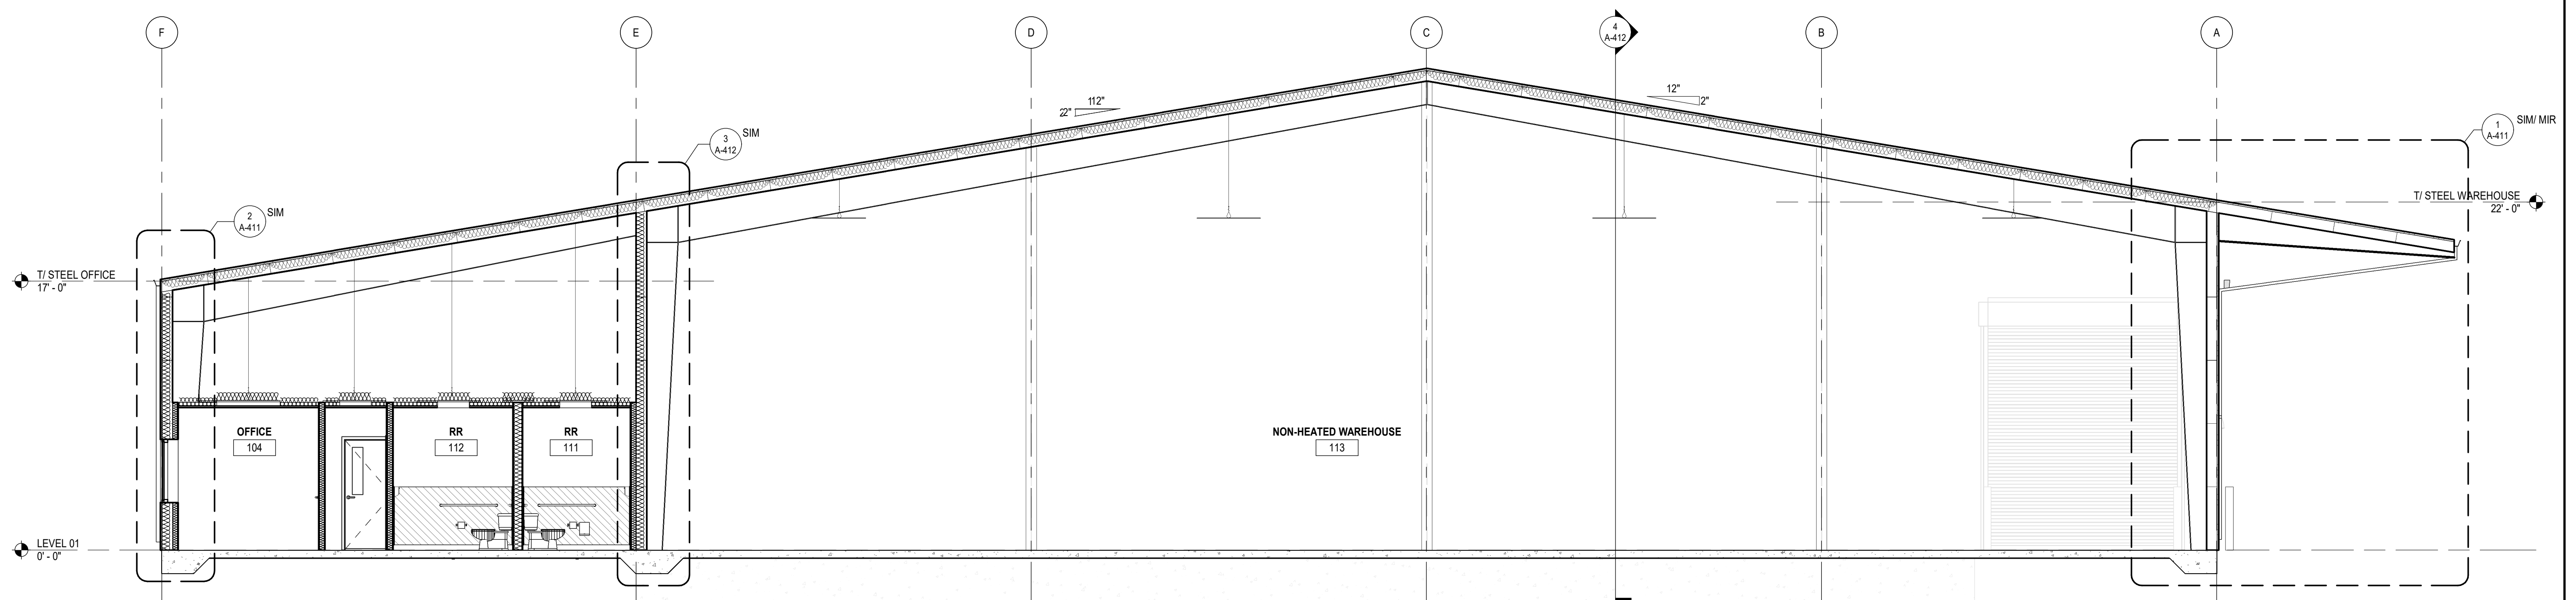 F
E
D
C
4
A-412
B
A
112"
22"
12"
2"
1
A-411
SIM/ MIR
3
A-412
SIM
2
A-411
SIM
T/ STEEL WAREHOUSE
22' - 0"
T/ STEEL OFFICE
17' - 0"
OFFICE
104
RR
112
RR
111
NON-HEATED WAREHOUSE
113
LEVEL 01
0' - 0"